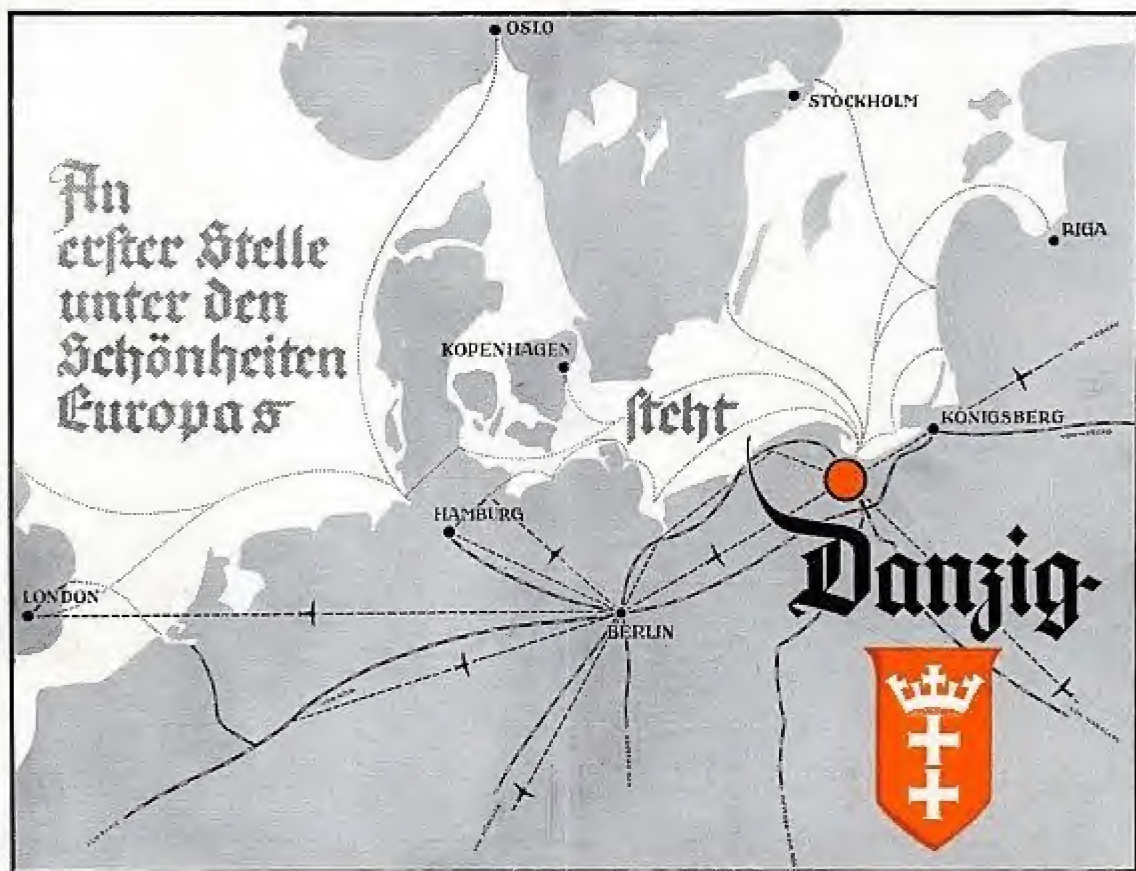 OSLO
STOCKHOLM
An
erster Stelle
unter den
Schönheiten
Europas
RIGA
KOPENHAGEN
steht
KÖNIGSBERG
HAMBURG
Danzig
LONDON
BERLIN